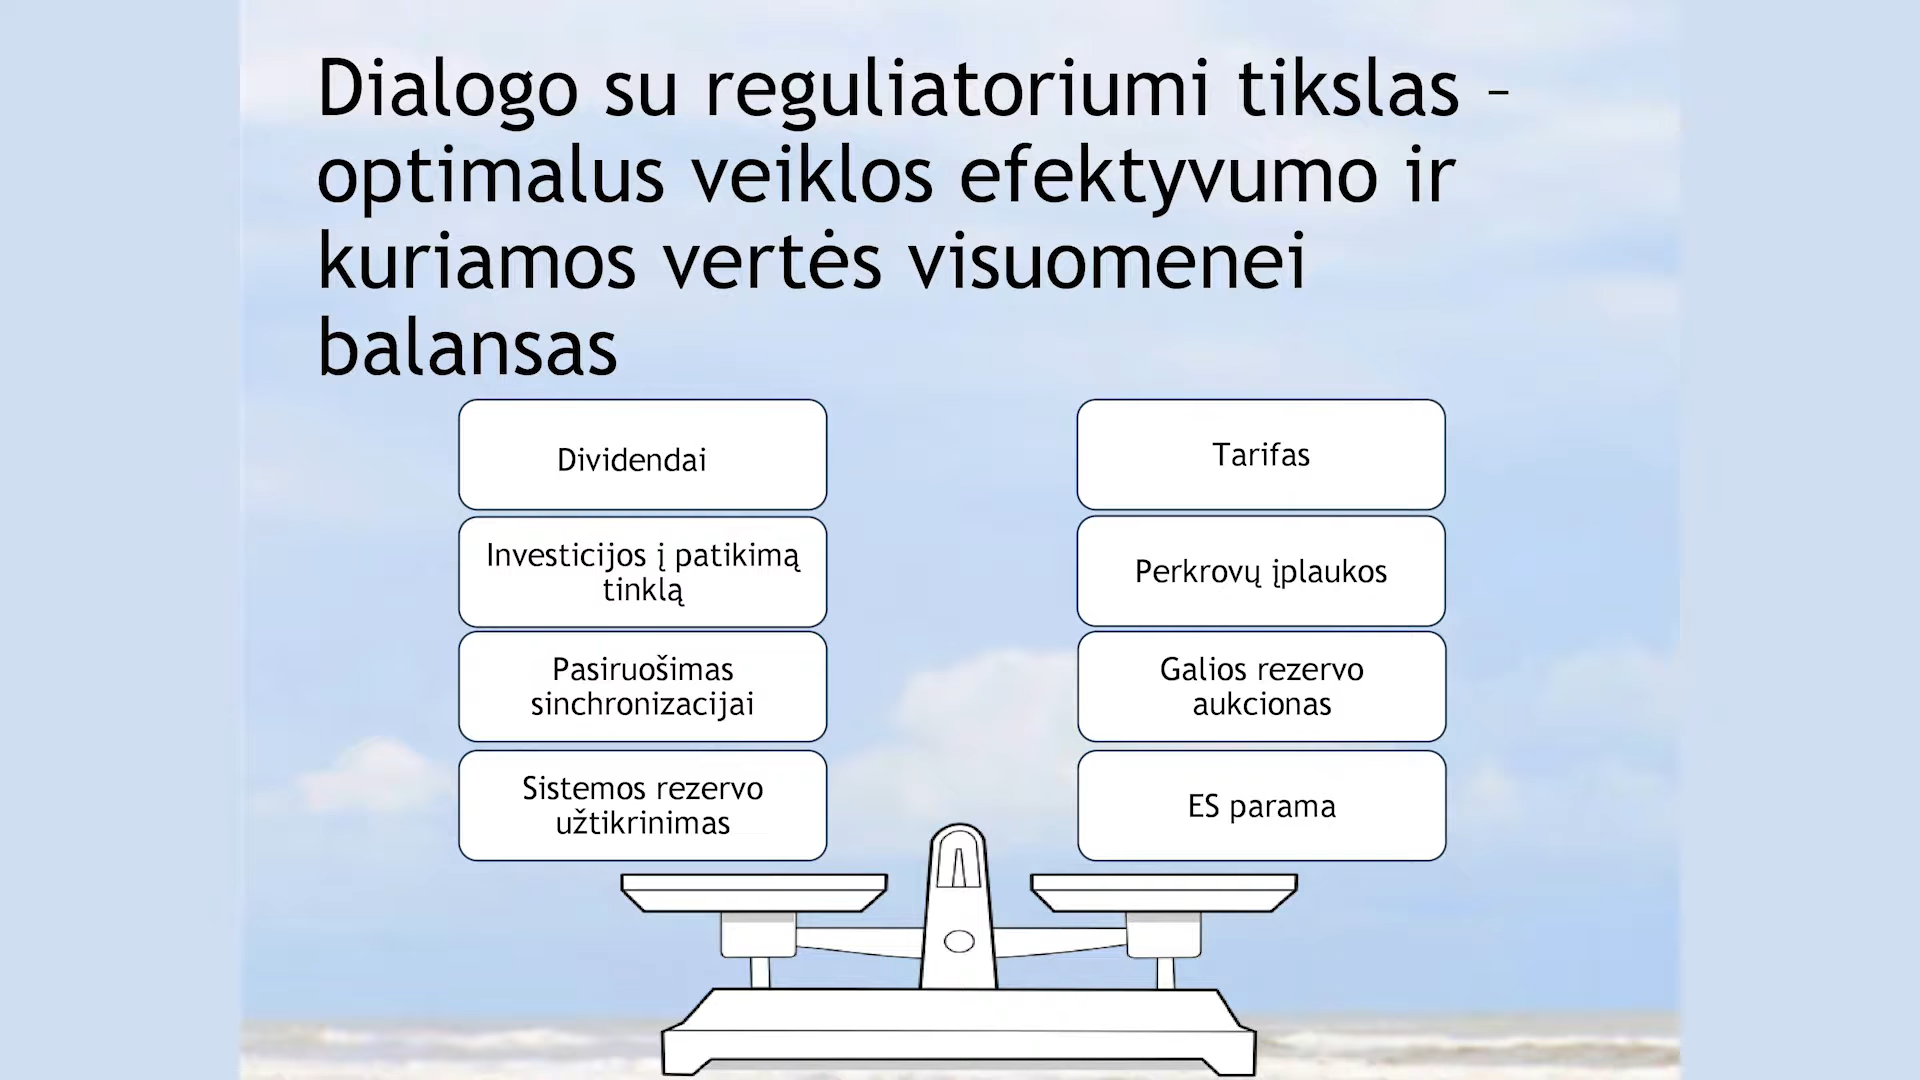 Dialogo su reguliatoriumi tikslas –
optimalus veiklos efektyvumo ir
kuriamos vertės visuomenei
balansas
Dividendai
Investicijos į patikimą
tinklą
Pasiruošimas
sinchronizacijai
Sistemos rezervo
užtikrinimas
Tarifas
Perkrovų įplaukos
Galios rezervo
aukcionas
ES parama